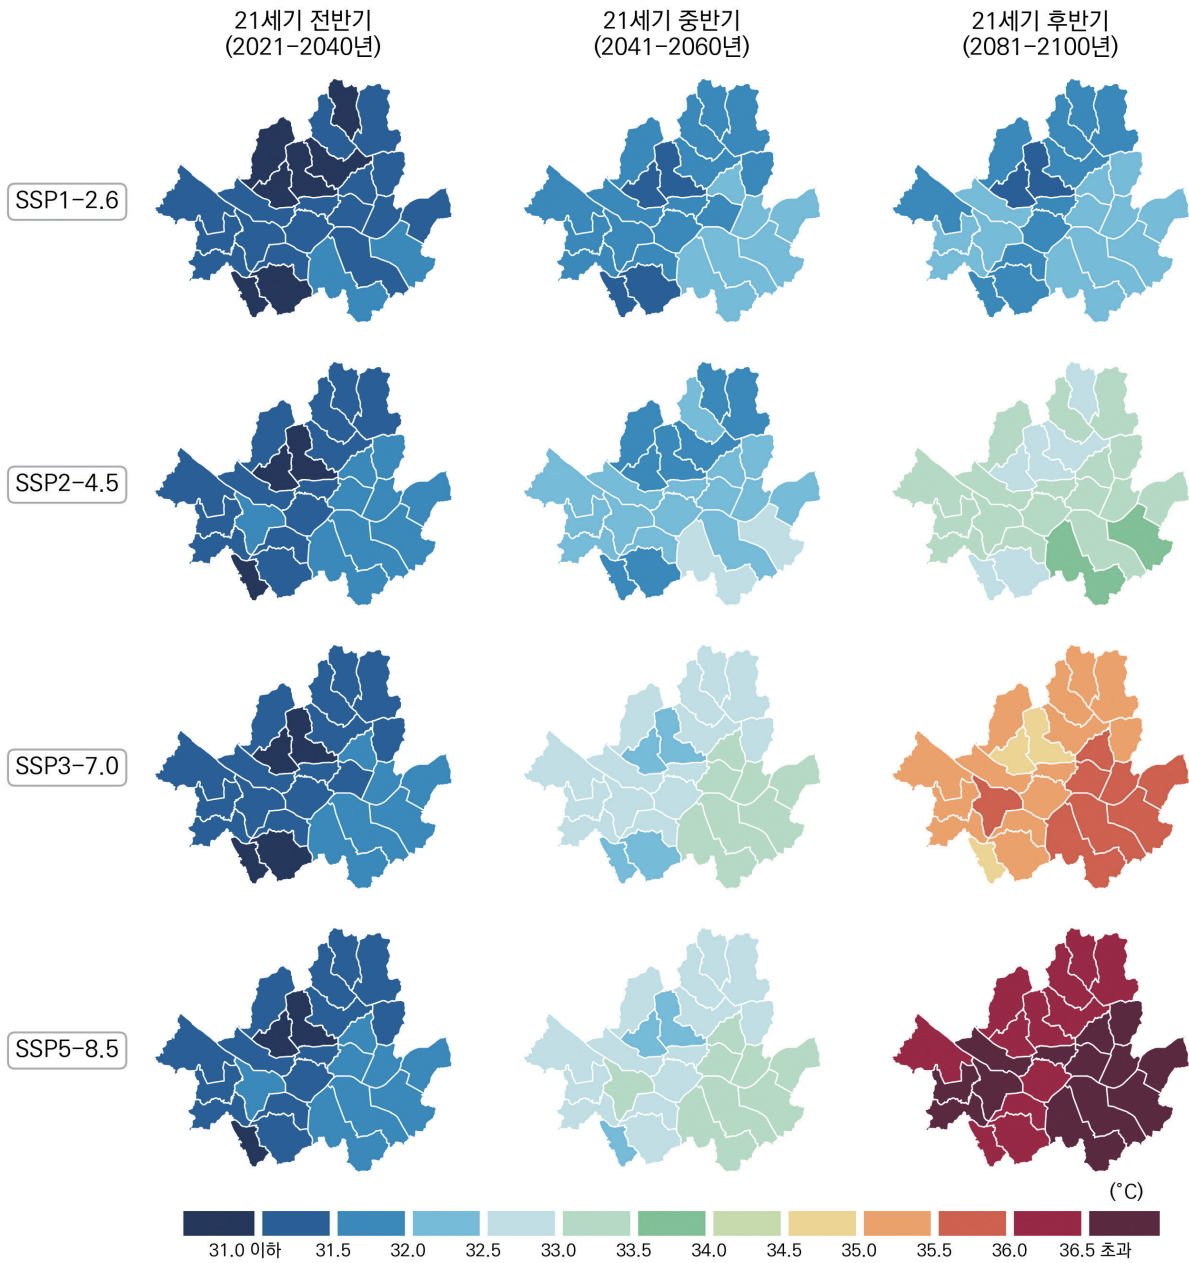 21세기 전반기
(2021-2040년)
21세기 중반기
(2041-2060년)
21세기 후반기
(2081-2100년)
SSP1-2.6
SSP2-4.5
SSP3-7.0
SSP5-8.5
(°C)
31.0 이하 31.5 32.0 32.5 33.0 33.5 34.0 34.5 35.0 35.5 36.0 36.5 초과